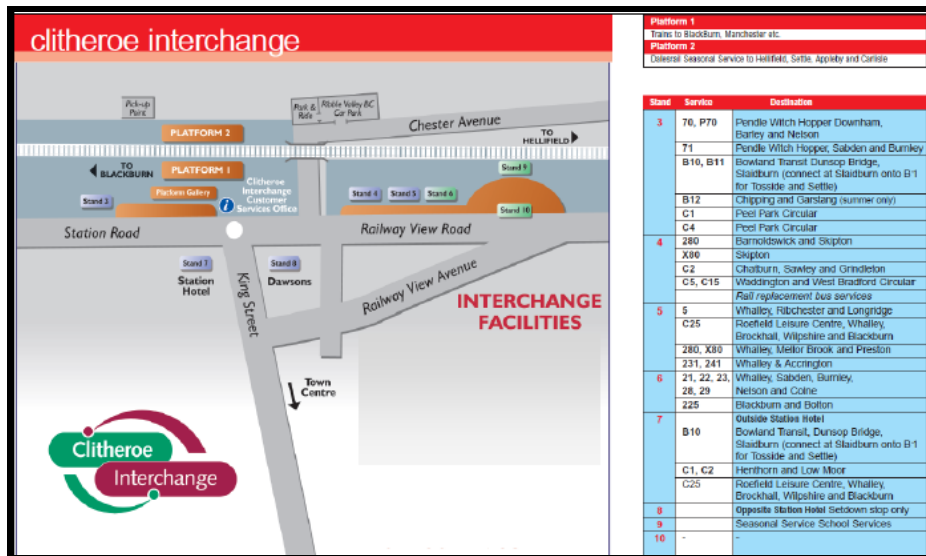 clitheroe interchange
Pick-up
Point
Park &
Ride
Ribble Valley BC
Car Park
Chester Avenue
PLATFORM 2
TO
HELLIFIELD
TO
BLACKBURN
PLATFORM 1
Platform Gallery
Clitheroe
Interchange
Customer
Services Office
i
Stand 3
Stand 4
Stand 5
Stand 6
Stand 9
Stand 10
Station Road
Railway View Road
Stand 7
Station
Hotel
Stand 8
Dawsons
King Street
Railway View Avenue
INTERCHANGE
FACILITIES
Town
Centre
Clitheroe
Interchange
Platform 1
Trains to BlackBurn, Manchester etc.
Platform 2
Dalesrail Seasonal Service to Hellifield, Settle, Appleby and Carlisle
Stand Service Destination
3 70, P70 Pendle Witch Hopper Downham,
Barley and Nelson
71 Pendle Witch Hopper, Sabden and Burnley
B10, B11 Bowland Transit Dunsop Bridge,
Slaidburn (connect at Slaidburn onto B1
for Tosside and Settle)
B12 Chipping and Garstang (summer only)
C1 Peel Park Circular
C4 Peel Park Circular
4 280 Barnoldswick and Skipton
X80 Skipton
C2 Chatburn, Sawley and Grindleton
C5, C15 Waddington and West Bradford Circular
Rail replacement bus services
5 5 Whalley, Ribchester and Longridge
C25 Roefield Leisure Centre, Whalley,
Brockhall, Wilpshire and Blackburn
280, X80 Whalley, Mellor Brook and Preston
231, 241 Whalley & Accrington
6 21, 22, 23, Whalley, Sabden, Burnley,
28, 29 Nelson and Colne
225 Blackburn and Bolton
7 Outside Station Hotel
B10 Bowland Transit, Dunsop Bridge,
Slaidburn (connect at Slaidburn onto B1
for Tosside and Settle)
C1, C2 Henthorn and Low Moor
C25 Roefield Leisure Centre, Whalley,
Brockhall, Wilpshire and Blackburn
8 Opposite Station Hotel Setdown stop only
9 Seasonal Service School Services
10 - -